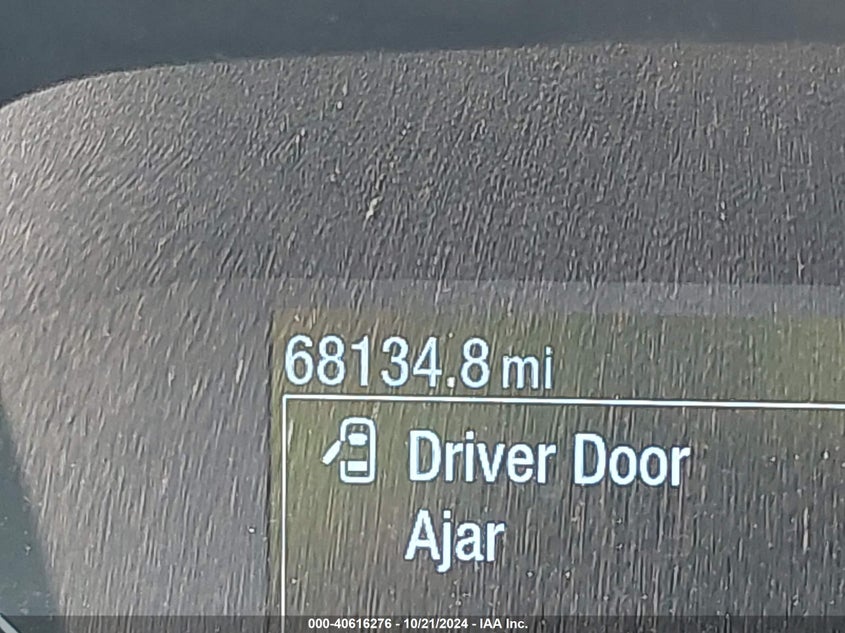 68134.8 mi
Driver Door
Ajar
000-40616276 - 10/21/2024 - IAA Inc.